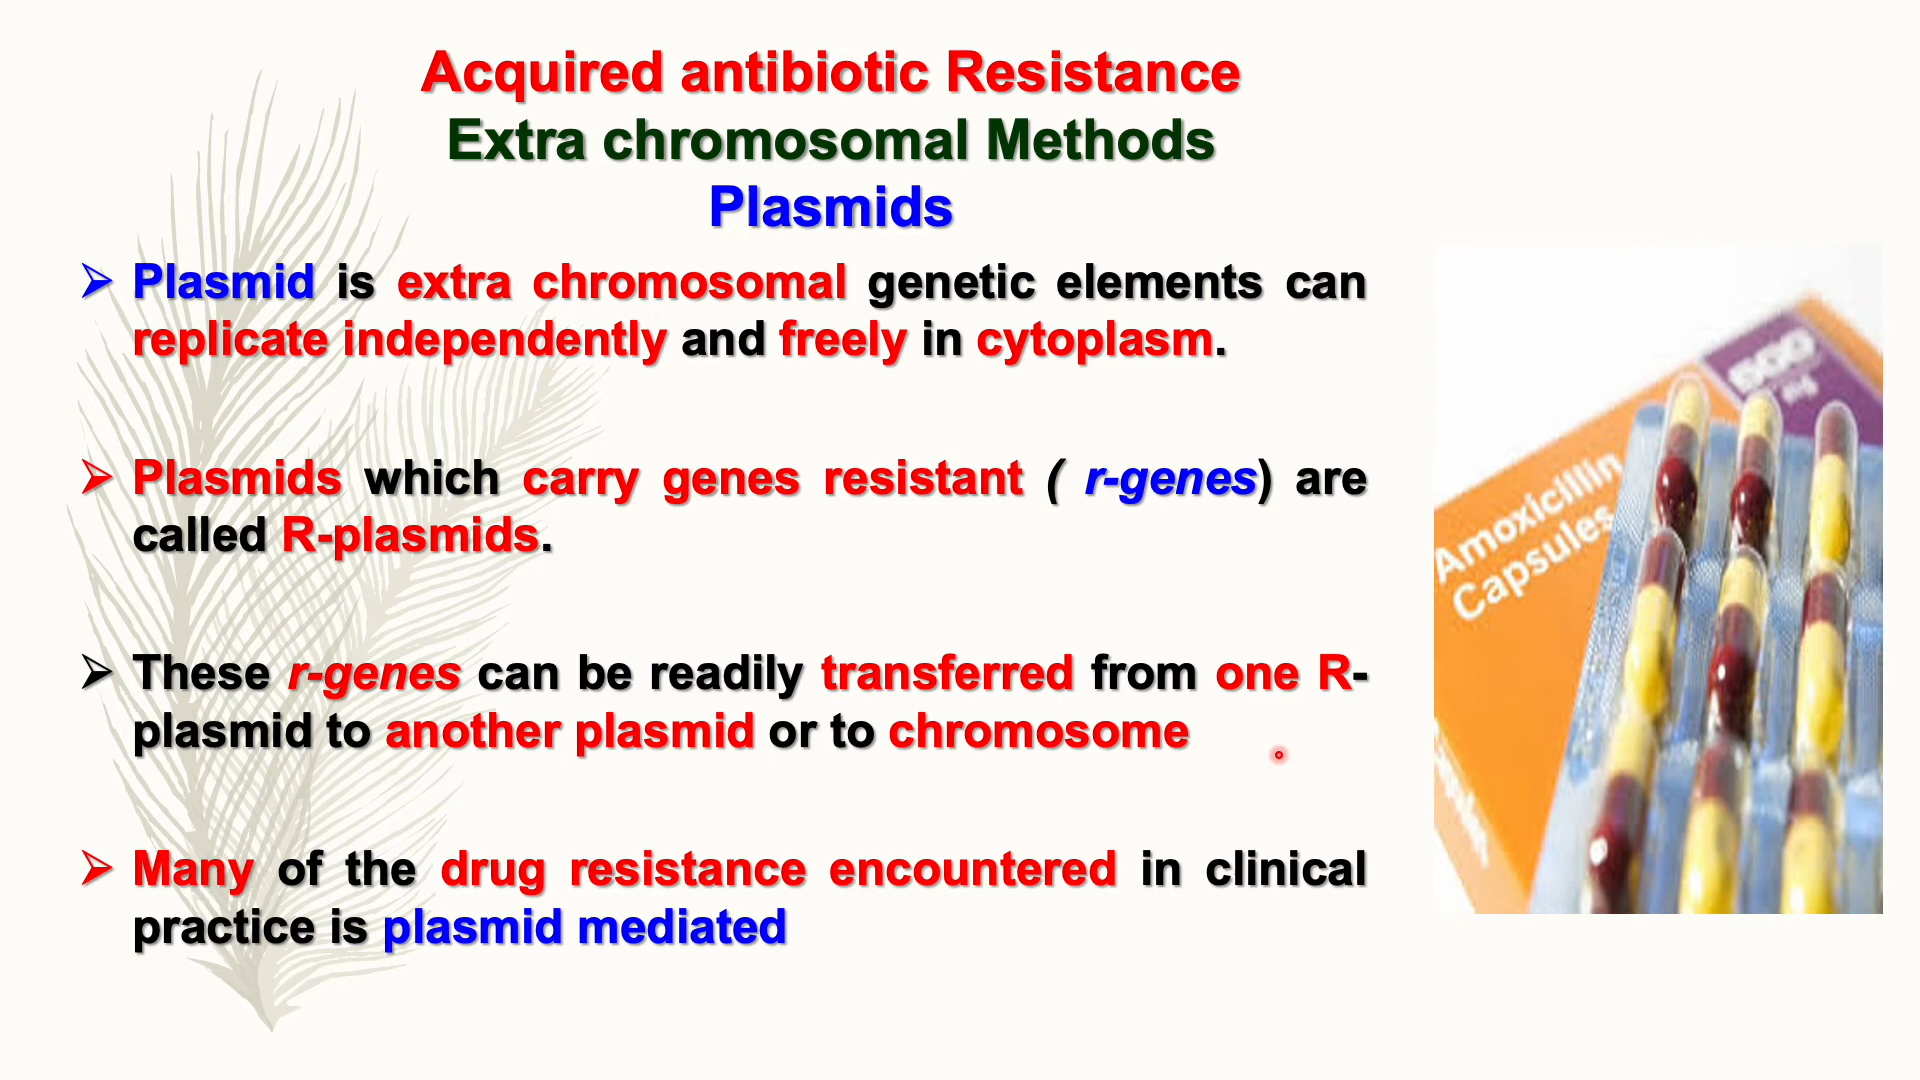 Acquired antibiotic Resistance
Extra chromosomal Methods
Plasmids
Plasmid is extra chromosomal genetic elements can
replicate independently and freely in cytoplasm.
Plasmids which carry genes resistant ( r-genes) are
called R-plasmids.
These r-genes can be readily transferred from one R-
plasmid to another plasmid or to chromosome
Many of the drug resistance encountered in clinical
practice is plasmid mediated
500
Amoxicillin
Capsules